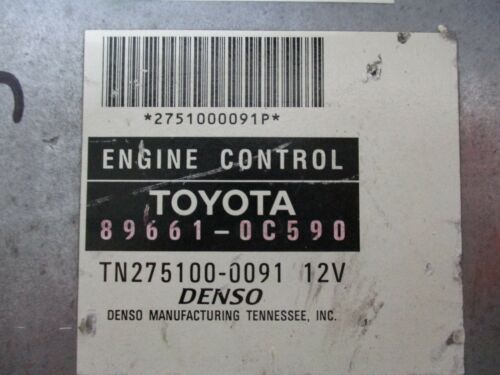 *2751000091P*
ENGINE CONTROL
TOYOTA
89661-0C590
TN275100-0091 12V
DENSO
DENSO MANUFACTURING TENNESSEE, INC.